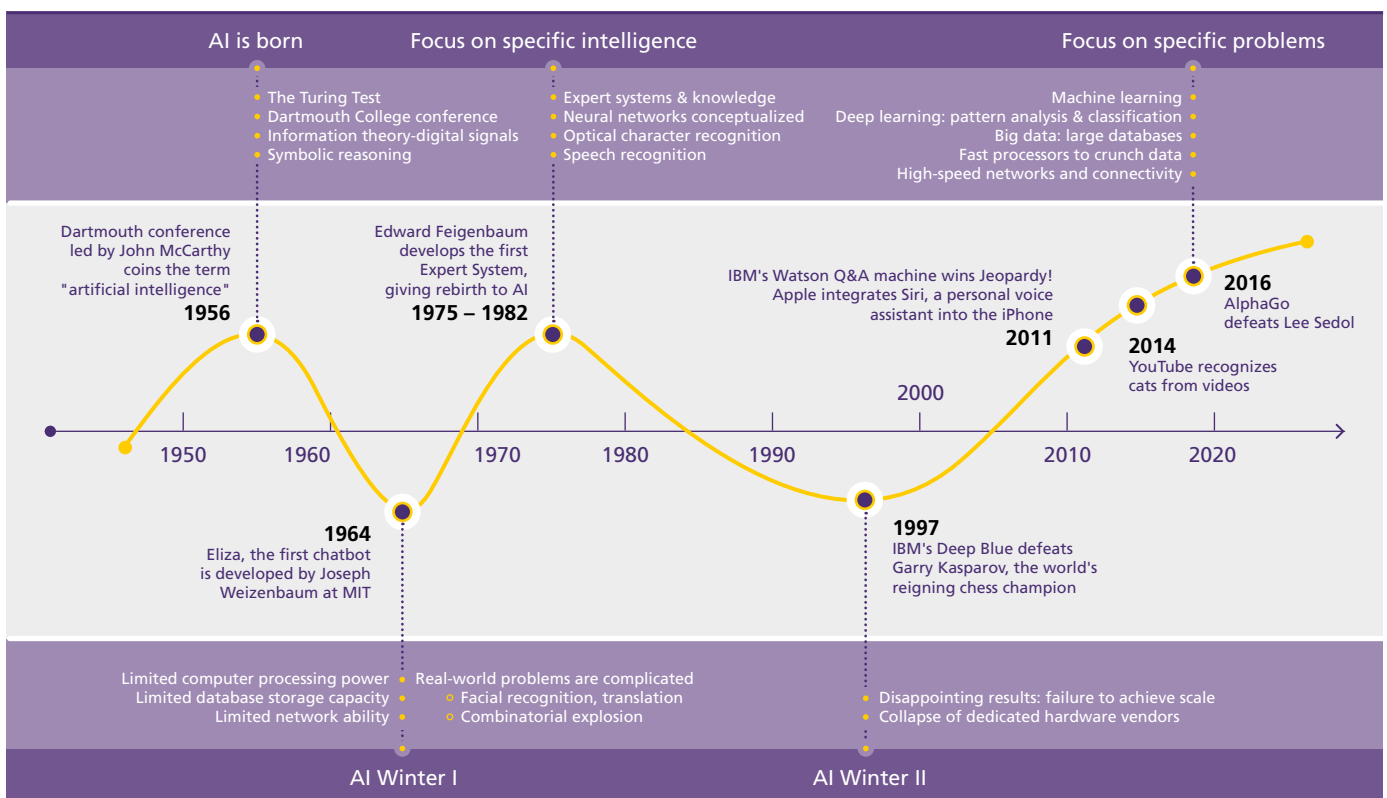 AI is born
Focus on specific intelligence
Focus on specific problems
The Turing Test
Dartmouth College conference
Information theory-digital signals
Symbolic reasoning
Expert systems & knowledge
Neural networks conceptualized
Optical character recognition
Speech recognition
Machine learning
Deep learning: pattern analysis & classification
Big data: large databases
Fast processors to crunch data
High-speed networks and connectivity
Dartmouth conference
led by John McCarthy
coins the term
"artificial intelligence"
1956
Edward Feigenbaum
develops the first
Expert System,
giving rebirth to AI
1975 – 1982
IBM's Watson Q&A machine wins Jeopardy!
Apple integrates Siri, a personal voice
assistant into the iPhone
2011
2016
AlphaGo
defeats Lee Sedol
2014
YouTube recognizes
cats from videos
1950
1960
1970
1980
1990
2000
2010
2020
1964
Eliza, the first chatbot
is developed by Joseph
Weizenbaum at MIT
1997
IBM's Deep Blue defeats
Garry Kasparov, the world's
reigning chess champion
Limited computer processing power
Limited database storage capacity
Limited network ability
Real-world problems are complicated
Facial recognition, translation
Combinatorial explosion
Disappointing results: failure to achieve scale
Collapse of dedicated hardware vendors
AI Winter I
AI Winter II